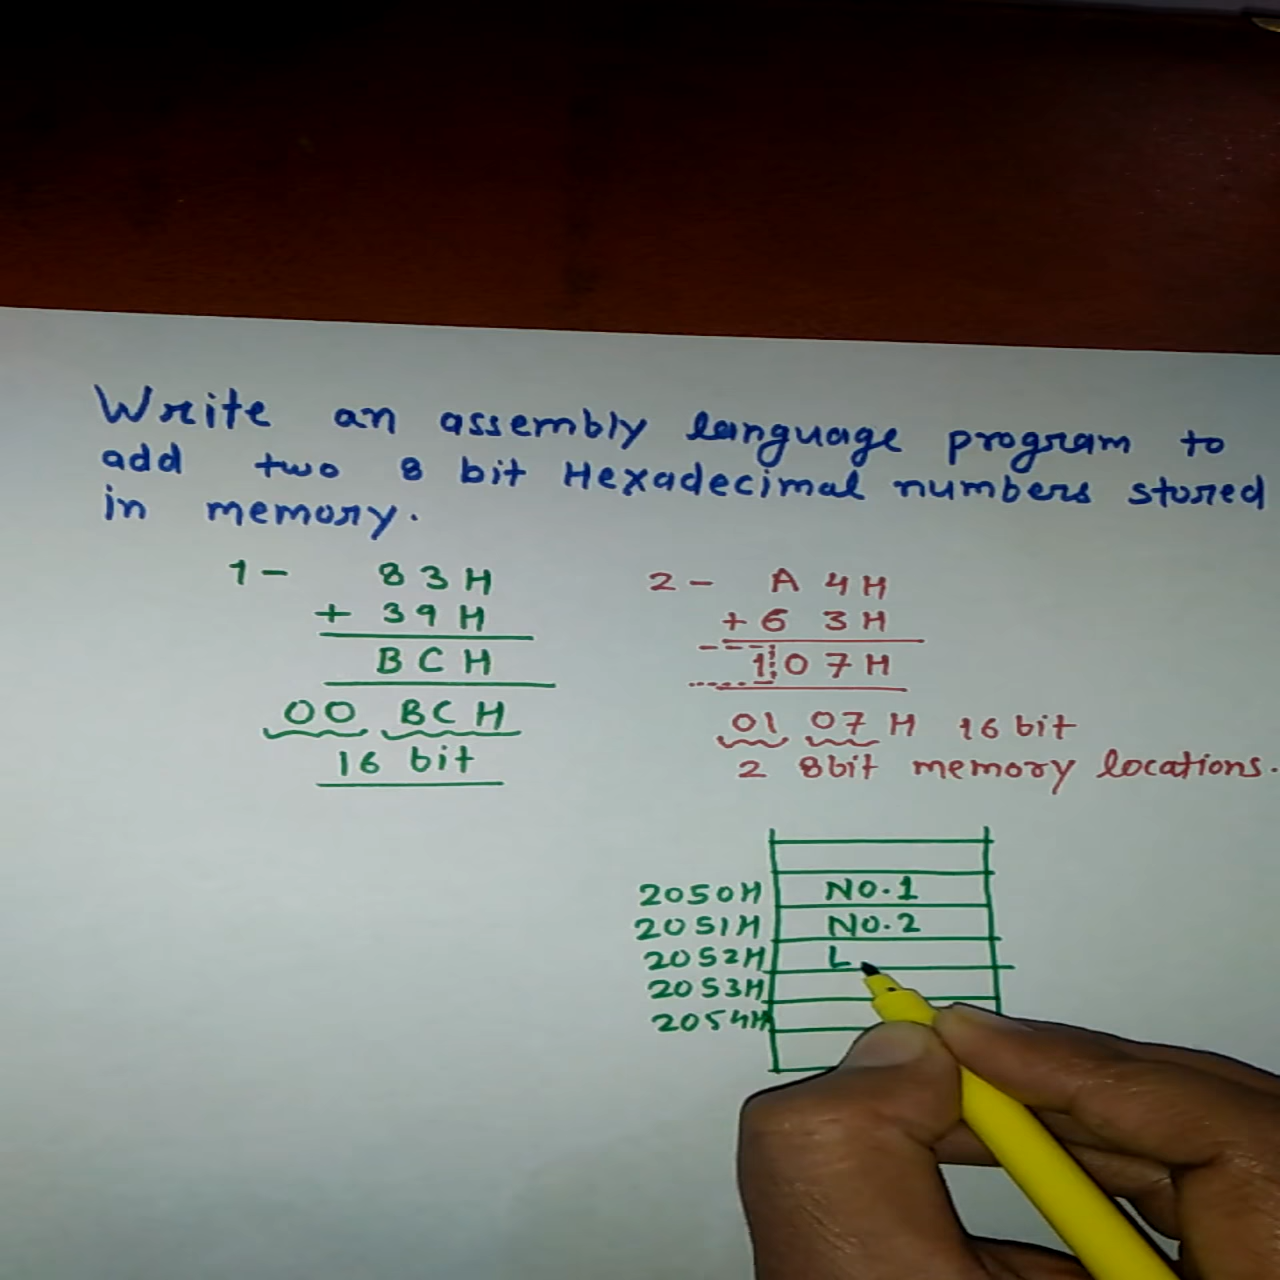 Write an assembly language program to
add two 8 bit Hexadecimal numbers stored
in memory.
1- 83H
+ 39H
BCH
00 BCH
16 bit
2- A4H
+ 63H
107H
01 07H 16 bit
2 8bit memory locations.
2050H NO.1
2051H NO.2
2052H L
2053H
2054H